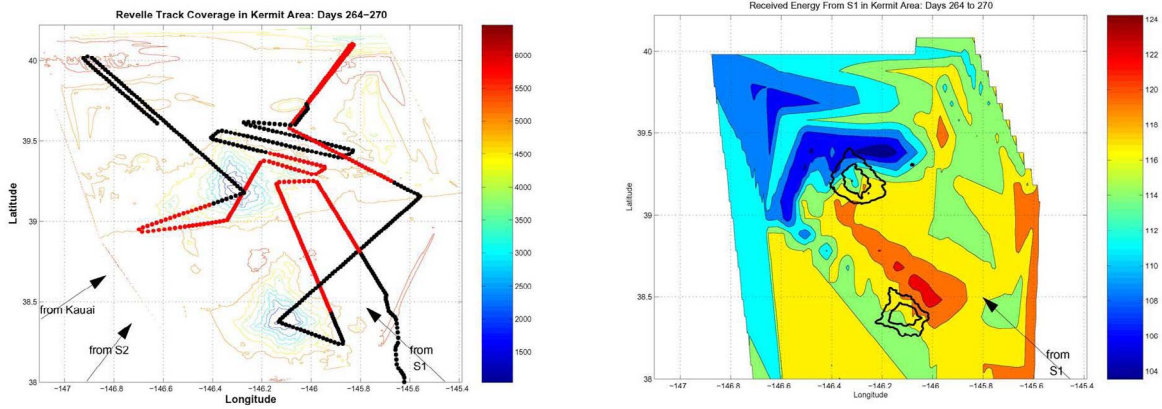 Revelle Track Coverage in Kermit Area: Days 264-270
Latitude
40
39.5
39
38.5
38
from Kauai
from S2
from
S1
−147 −146.8 −146.6 −146.4 −146.2 −146 −145.8 −145.6 −145.4
Longitude
6000
5500
5000
4500
4000
3500
3000
2500
2000
1500
1000
Received Energy From S1 in Kermit Area: Days 264 to 270
Latitude
40
39.5
39
38.5
38
from
S1
−147 −146.8 −146.6 −146.4 −146.2 −146 −145.8 −145.6 −145.4
Longitude
124
122
120
118
116
114
112
110
108
106
104